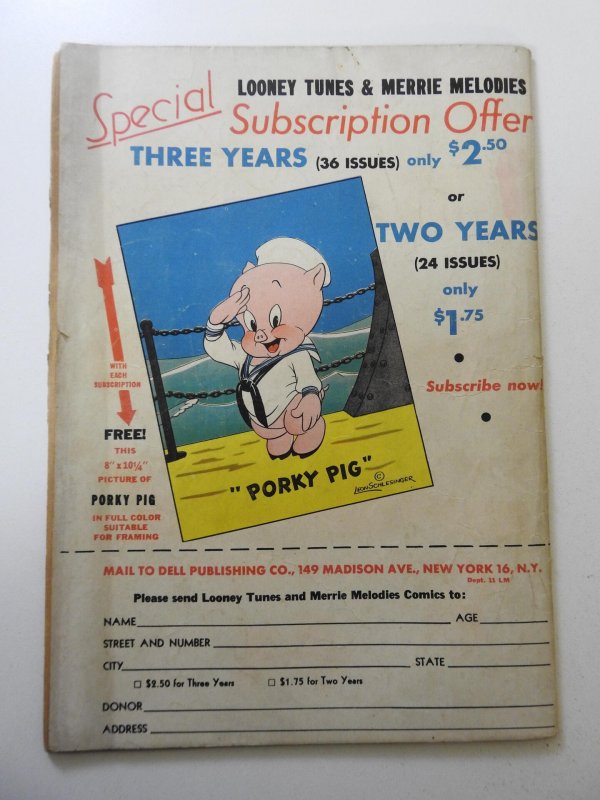 Special
LOONEY TUNES & MERRIE MELODIES
Subscription Offer
THREE YEARS (36 ISSUES) only $2.50
or
TWO YEARS
(24 ISSUES)
only
$1.75
Subscribe now!
WITH
EACH
SUBSCRIPTION
FREE!
THIS
8" x 10¼"
PICTURE OF
PORKY PIG
IN FULL COLOR
SUITABLE
FOR FRAMING
"PORKY PIG"
©
LEON SCHLESINGER
MAIL TO DELL PUBLISHING CO., 149 MADISON AVE., NEW YORK 16, N.Y.
Dept. 11 LM
Please send Looney Tunes and Merrie Melodies Comics to:
NAME AGE
STREET AND NUMBER
CITY STATE
□ $2.50 for Three Years □ $1.75 for Two Years
DONOR
ADDRESS